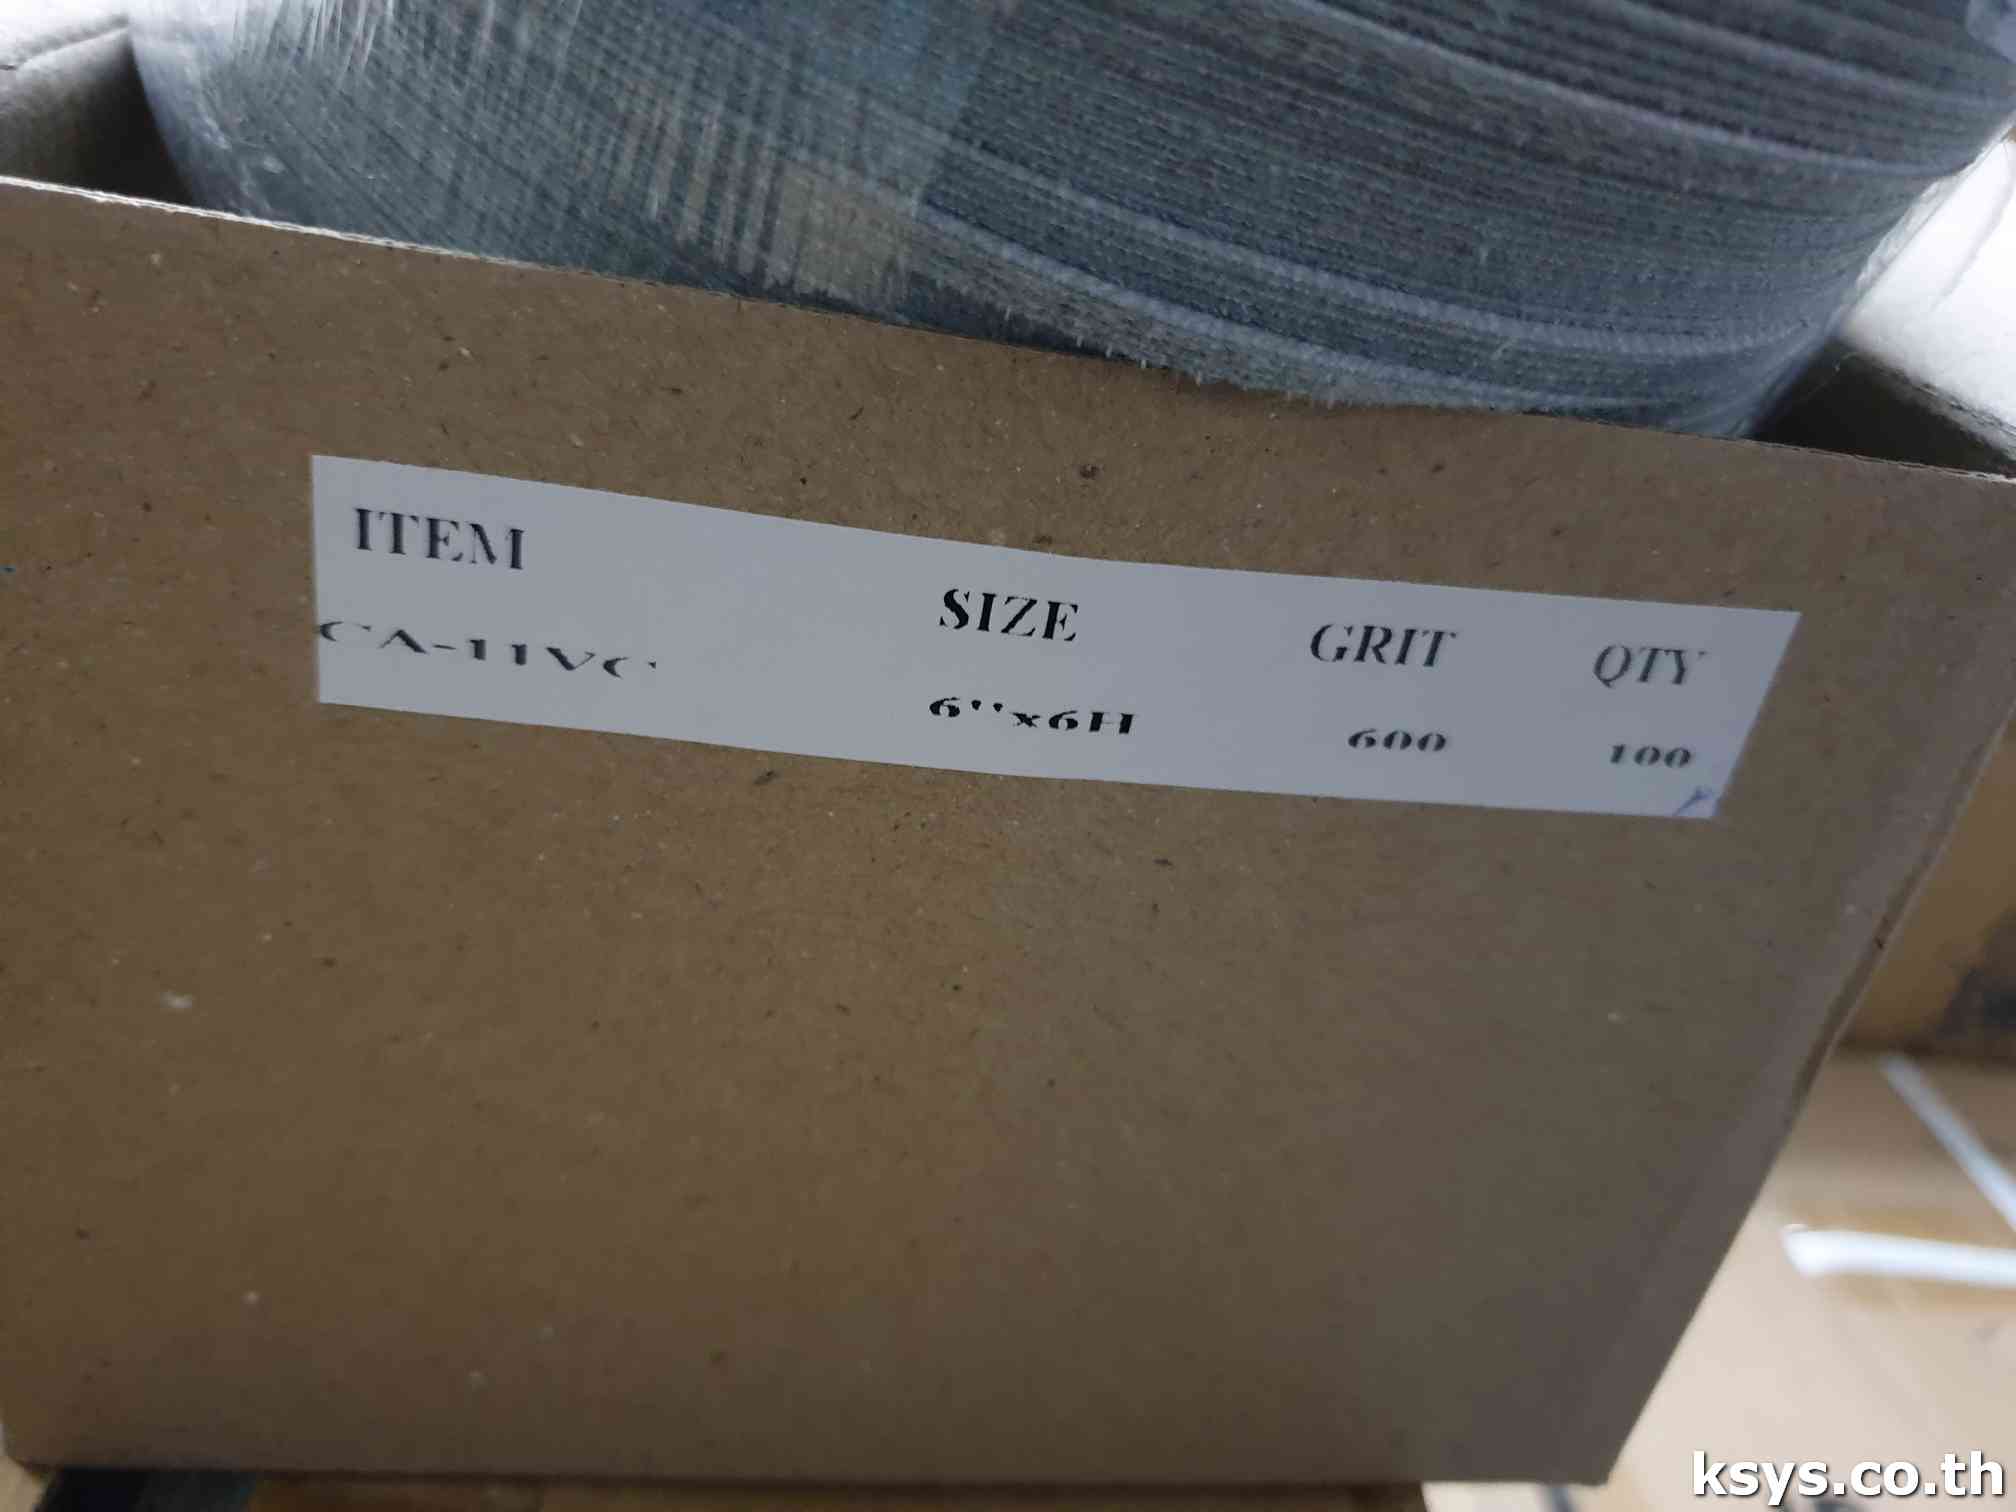 ITEM SIZE GRIT QTY
CA-11VC 6"x6H 600 100
ksys.co.th